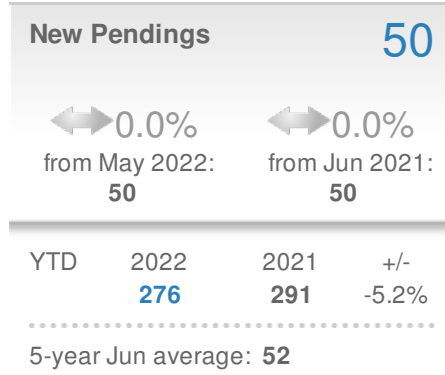 New Pendings 50
0.0% 0.0%
from May 2022: from Jun 2021:
50 50
YTD 2022 2021 +/-
276 291 -5.2%
5-year Jun average: 52